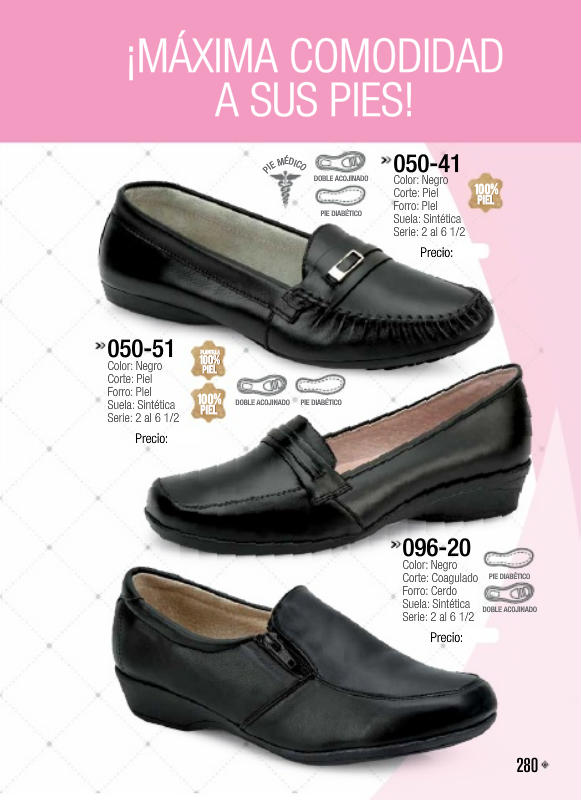 ¡MÁXIMA COMODIDAD
A SUS PIES!
PIE MÉDICO
DOBLE ACOJINADO
PIE DIABÉTICO
050-41
Color: Negro
Corte: Piel
Forro: Piel
Suela: Sintética
Serie: 2 al 6 1/2
Precio:
100%
PIEL
050-51
Color: Negro
Corte: Piel
Forro: Piel
Suela: Sintética
Serie: 2 al 6 1/2
Precio:
PLANTILLA
100%
PIEL
100%
PIEL
DOBLE ACOJINADO
PIE DIABÉTICO
096-20
Color: Negro
Corte: Coagulado
Forro: Cerdo
Suela: Sintética
Serie: 2 al 6 1/2
Precio:
PIE DIABÉTICO
DOBLE ACOJINADO
280